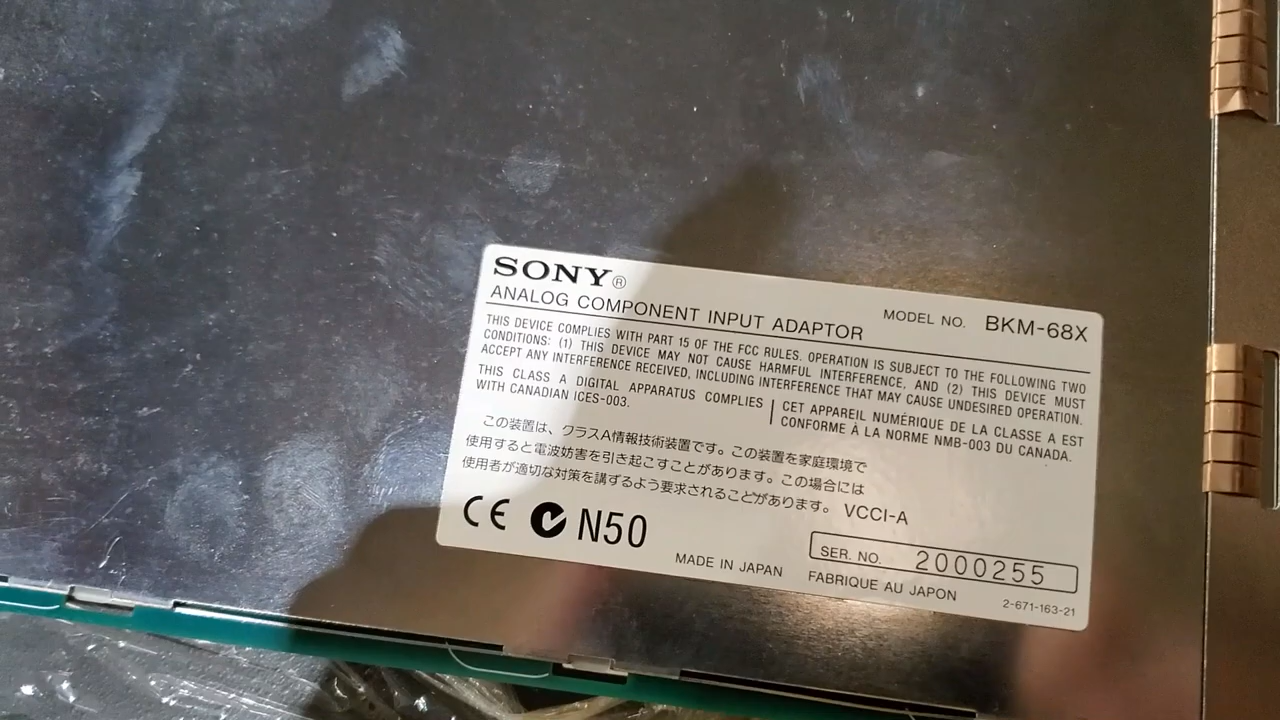 SONY®
ANALOG COMPONENT INPUT ADAPTOR MODEL NO. BKM-68X
THIS DEVICE COMPLIES WITH PART 15 OF THE FCC RULES. OPERATION IS SUBJECT TO THE FOLLOWING TWO
CONDITIONS: (1) THIS DEVICE MAY NOT CAUSE HARMFUL INTERFERENCE, AND (2) THIS DEVICE MUST
ACCEPT ANY INTERFERENCE RECEIVED, INCLUDING INTERFERENCE THAT MAY CAUSE UNDESIRED OPERATION.
THIS CLASS A DIGITAL APPARATUS COMPLIES
WITH CANADIAN ICES-003.
CET APPAREIL NUMÉRIQUE DE LA CLASSE A EST
CONFORME À LA NORME NMB-003 DU CANADA.
この装置は、クラスA情報技術装置です。この装置を家庭環境で
使用すると電波妨害を引き起こすことがあります。この場合には
使用者が適切な対策を講ずるよう要求されることがあります。 VCCI-A
CE N50
SER. NO. 2000255
MADE IN JAPAN FABRIQUE AU JAPON
2-671-163-21